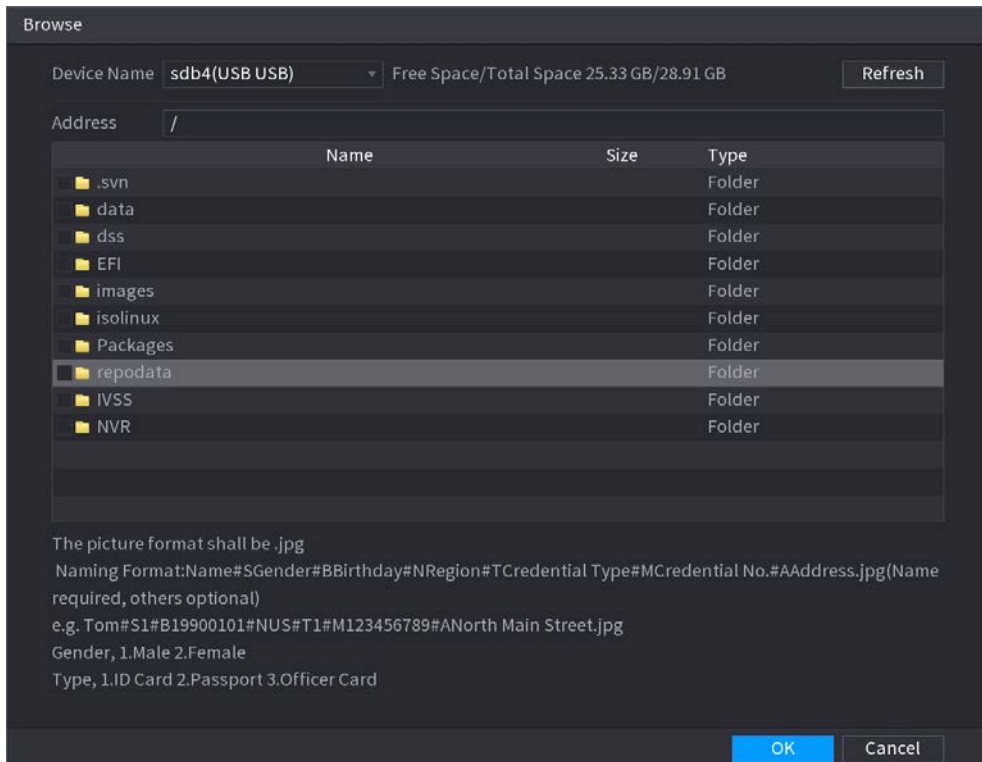 Browse
Device Name sdb4(USB USB) Free Space/Total Space 25.33 GB/28.91 GB Refresh
Address /
Name Size Type
.svn Folder
data Folder
dss Folder
EFI Folder
images Folder
isolinux Folder
Packages Folder
repodata Folder
IVSS Folder
NVR Folder
The picture format shall be .jpg
Naming Format:Name#SGender#BBirthday#NRegion#TCredential Type#MCredential No.#AAddress.jpg(Name
required, others optional)
e.g. Tom#S1#B19900101#NUS#T1#M123456789#ANorth Main Street.jpg
Gender, 1.Male 2.Female
Type, 1.ID Card 2.Passport 3.Officer Card
OK Cancel